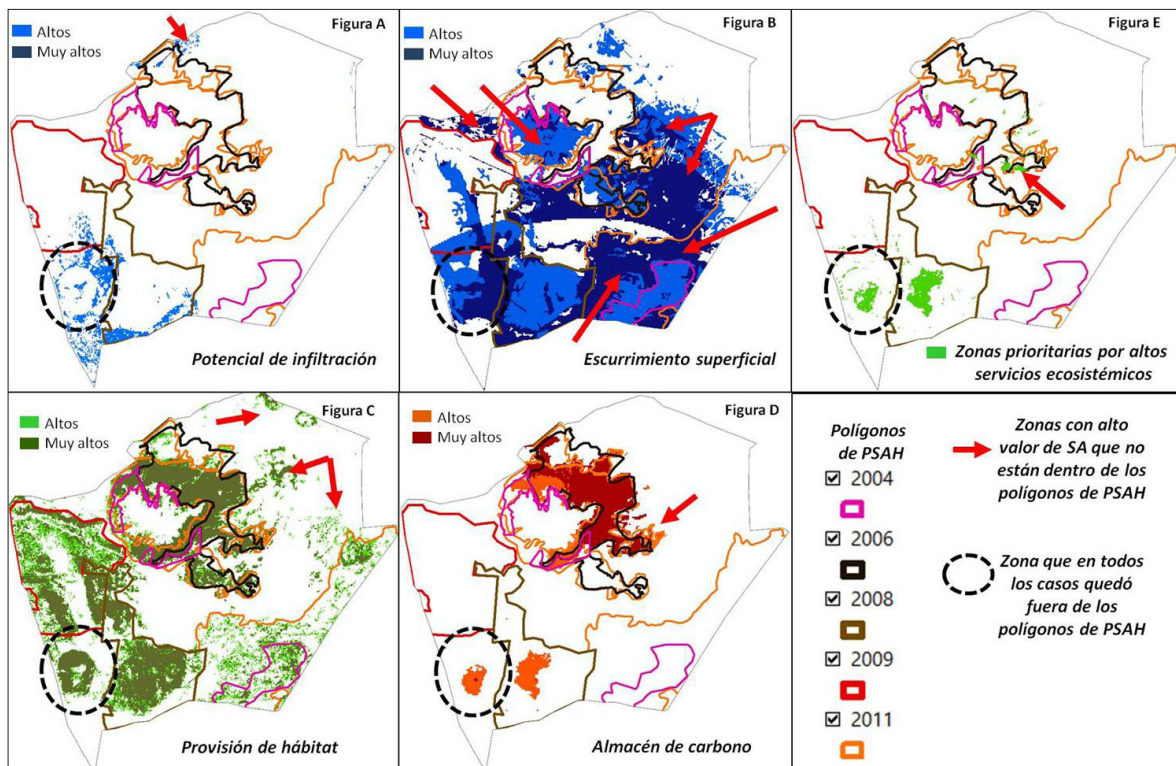 Figura A
Altos
Muy altos
Potencial de infiltración
Figura B
Altos
Muy altos
Escurrimiento superficial
Figura E
Zonas prioritarias por altos
servicios ecosistémicos
Figura C
Altos
Muy altos
Provisión de hábitat
Figura D
Altos
Muy altos
Almacén de carbono
Polígonos
de PSAH
2004
2006
2008
2009
2011
Zonas con alto
valor de SA que no
están dentro de los
polígonos de PSAH
Zona que en todos
los casos quedó
fuera de los
polígonos de PSAH